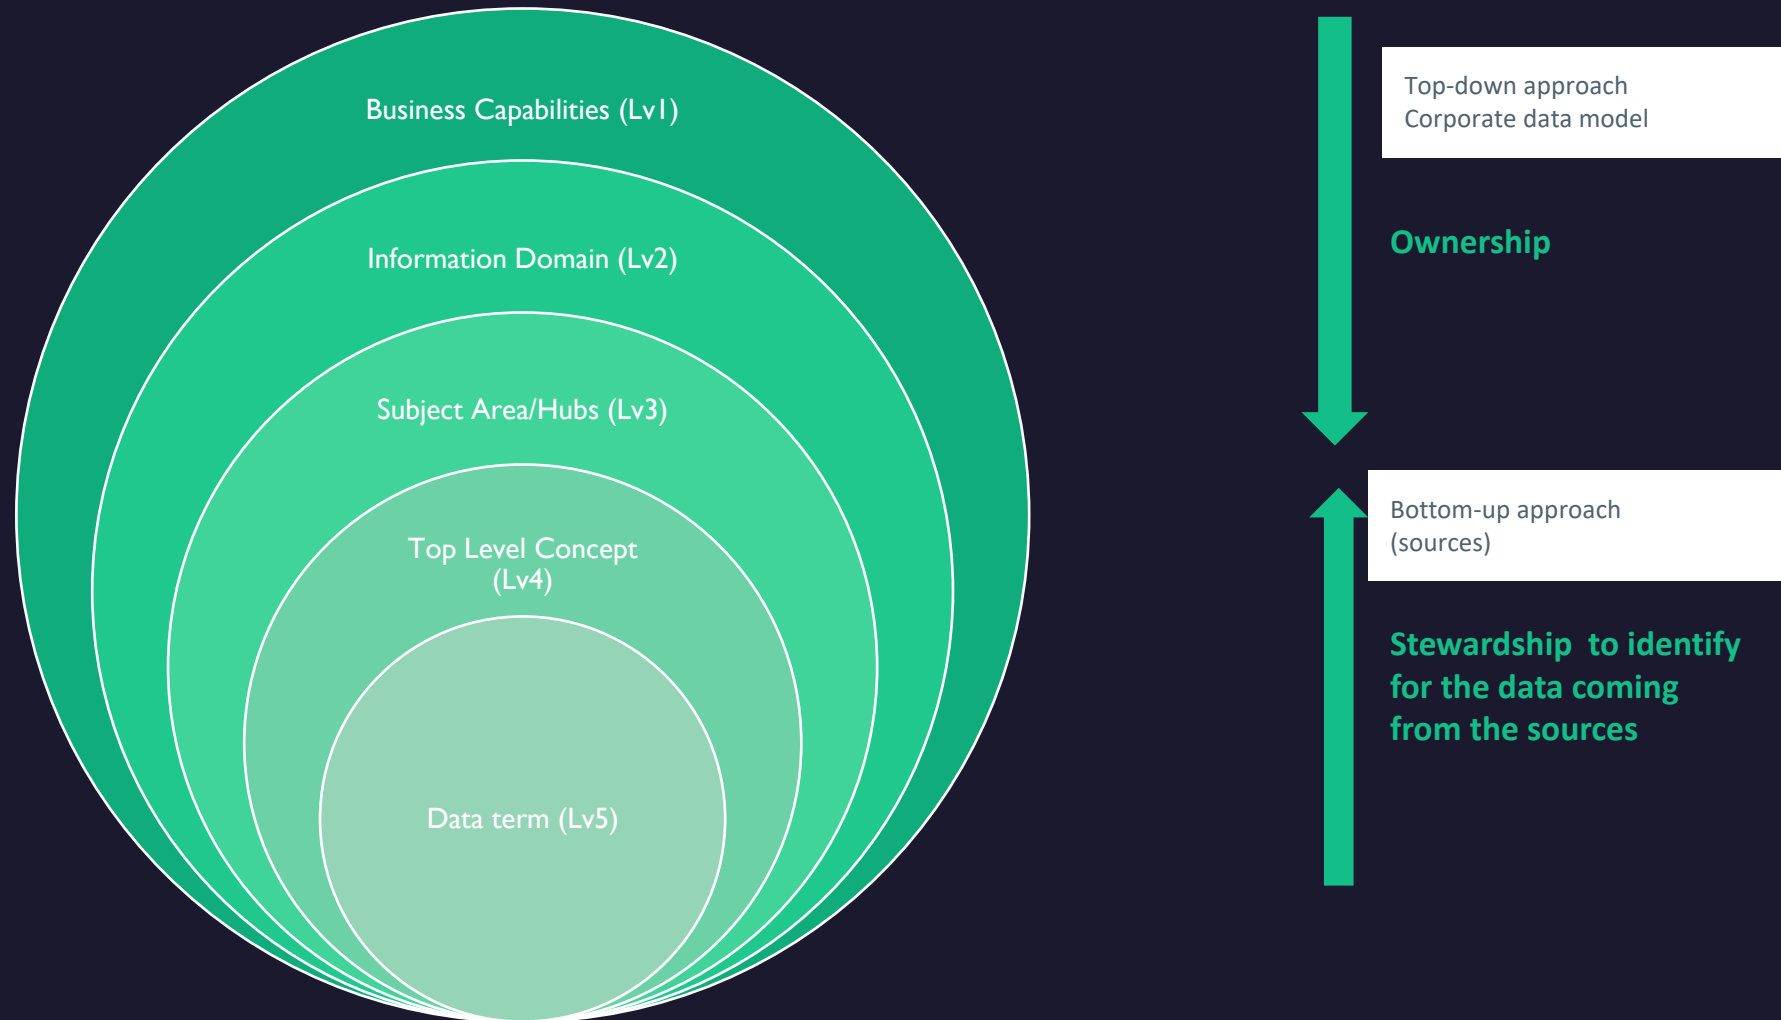 Business Capabilities (Lv1)
Information Domain (Lv2)
Subject Area/Hubs (Lv3)
Top Level Concept
(Lv4)
Data term (Lv5)
Top-down approach
Corporate data model
Ownership
Bottom-up approach
(sources)
Stewardship  to identify
for the data coming
from the sources